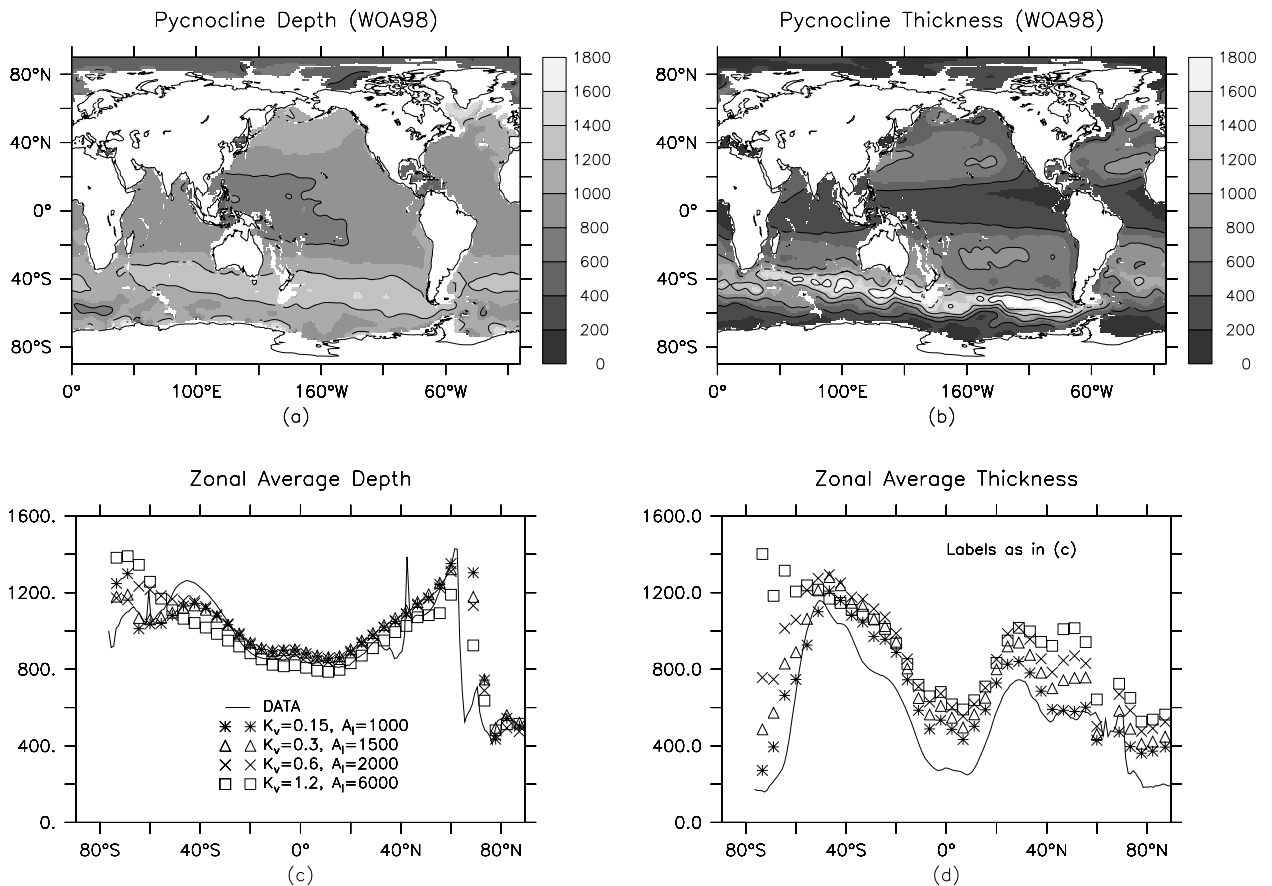 Pycnocline Depth (WOA98)
80°N
40°N
0°
40°S
80°S
0°
100°E
160°W
60°W
1800
1600
1400
1200
1000
800
600
400
200
0
(a)
Pycnocline Thickness (WOA98)
80°N
40°N
0°
40°S
80°S
0°
100°E
160°W
60°W
1800
1600
1400
1200
1000
800
600
400
200
0
(b)
Zonal Average Depth
1600.
1200.
800.
400.
0.
DATA
Kv=0.15, Al=1000
Kv=0.3, Al=1500
Kv=0.6, Al=2000
Kv=1.2, Al=6000
80°S
40°S
0°
40°N
80°N
(c)
Zonal Average Thickness
1600.0
1200.0
800.0
400.0
0.0
Labels as in (c)
80°S
40°S
0°
40°N
80°N
(d)